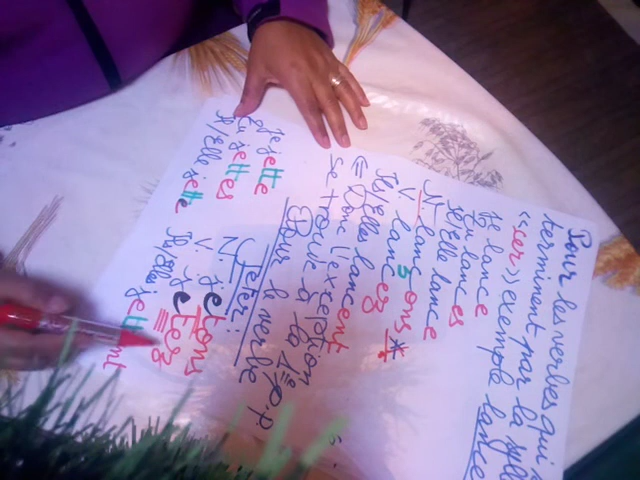 Pour les verbes qui
terminent par la
«cer» exemple lance
Je lance
Tu lances
Il/Elle lance
N. lançons *
V. lancez
Ils/Elles lancent
Donc l'exception
se trouve à la 1ère p.p.
Pour le verbe
Jeter:
Je jette
Tu jettes
Il/Elle jette
N. jetons
V. jetez
Ils/Elles jettent